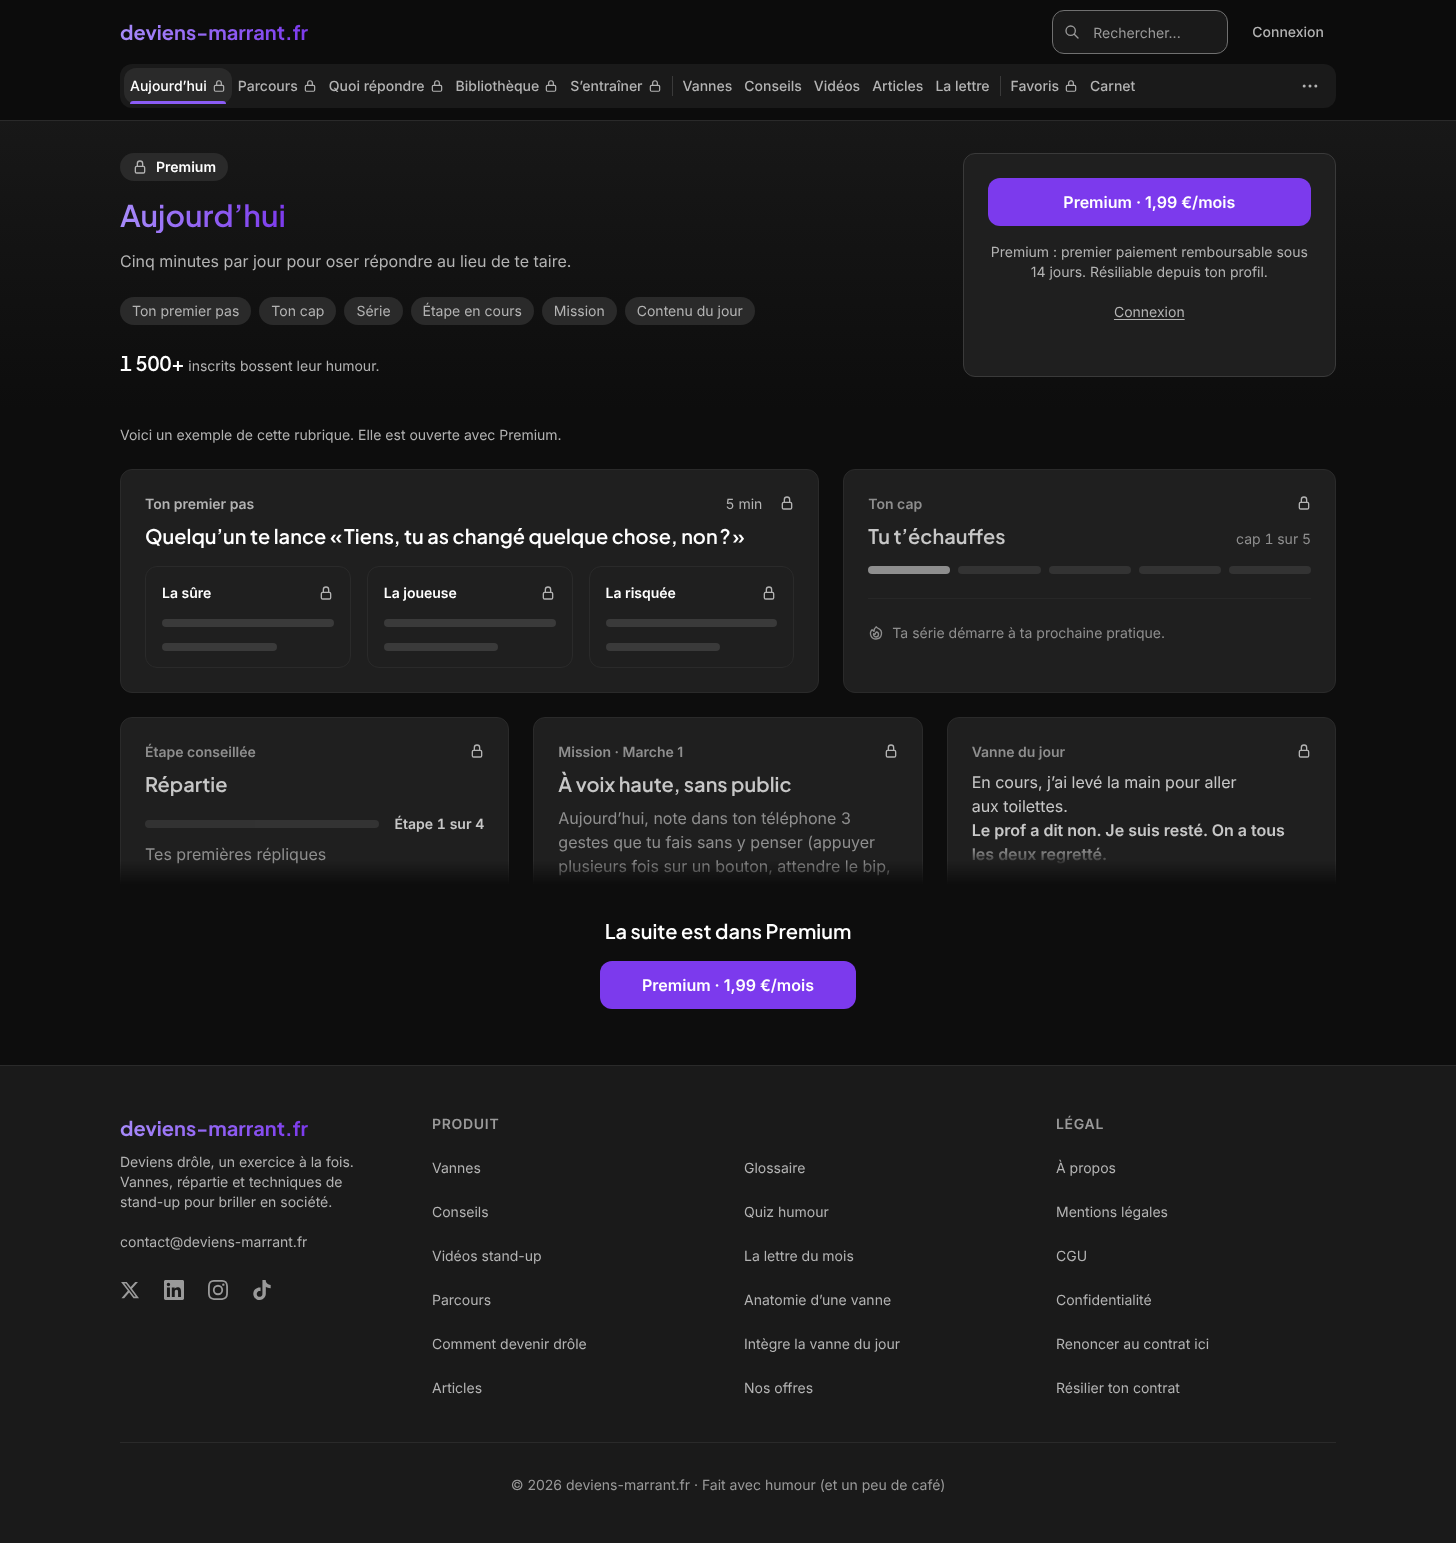 deviens-marrant.fr
Rechercher...
Connexion
Aujourd’hui
Parcours
Quoi répondre
Bibliothèque
S’entraîner
Vannes
Conseils
Vidéos
Articles
La lettre
Favoris
Carnet
Premium
Aujourd’hui
Cinq minutes par jour pour oser répondre au lieu de te taire.
Ton premier pas
Ton cap
Série
Étape en cours
Mission
Contenu du jour
1 500+ inscrits bossent leur humour.
Premium · 1,99 €/mois
Premium : premier paiement remboursable sous
14 jours. Résiliable depuis ton profil.
Connexion
Voici un exemple de cette rubrique. Elle est ouverte avec Premium.
Ton premier pas
5 min
Quelqu’un te lance « Tiens, tu as changé quelque chose, non ? »
La sûre
La joueuse
La risquée
Ton cap
Tu t’échauffes
cap 1 sur 5
Ta série démarre à ta prochaine pratique.
Étape conseillée
Répartie
Étape 1 sur 4
Tes premières répliques
Mission · Marche 1
À voix haute, sans public
Aujourd’hui, note dans ton téléphone 3
gestes que tu fais sans y penser (appuyer
plusieurs fois sur un bouton, attendre le bip,
Vanne du jour
En cours, j’ai levé la main pour aller
aux toilettes.
Le prof a dit non. Je suis resté. On a tous
les deux regretté.
La suite est dans Premium
Premium · 1,99 €/mois
deviens-marrant.fr
Deviens drôle, un exercice à la fois.
Vannes, répartie et techniques de
stand-up pour briller en société.
contact@deviens-marrant.fr
PRODUIT
Vannes
Conseils
Vidéos stand-up
Parcours
Comment devenir drôle
Articles
Glossaire
Quiz humour
La lettre du mois
Anatomie d’une vanne
Intègre la vanne du jour
Nos offres
LÉGAL
À propos
Mentions légales
CGU
Confidentialité
Renoncer au contrat ici
Résilier ton contrat
© 2026 deviens-marrant.fr · Fait avec humour (et un peu de café)